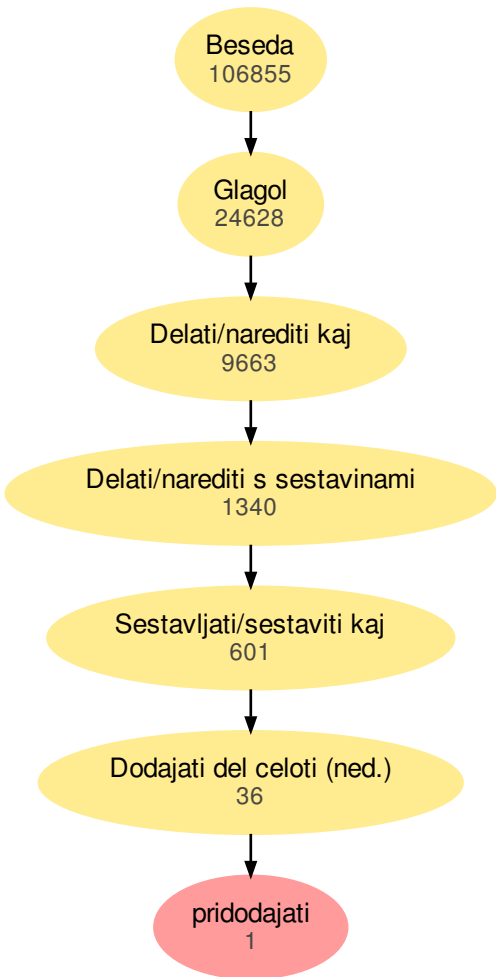 Beseda
106855
Glagol
24628
Delati/narediti kaj
9663
Delati/narediti s sestavinami
1340
Sestavljati/sestaviti kaj
601
Dodajati del celoti (ned.)
36
pridodajati
1